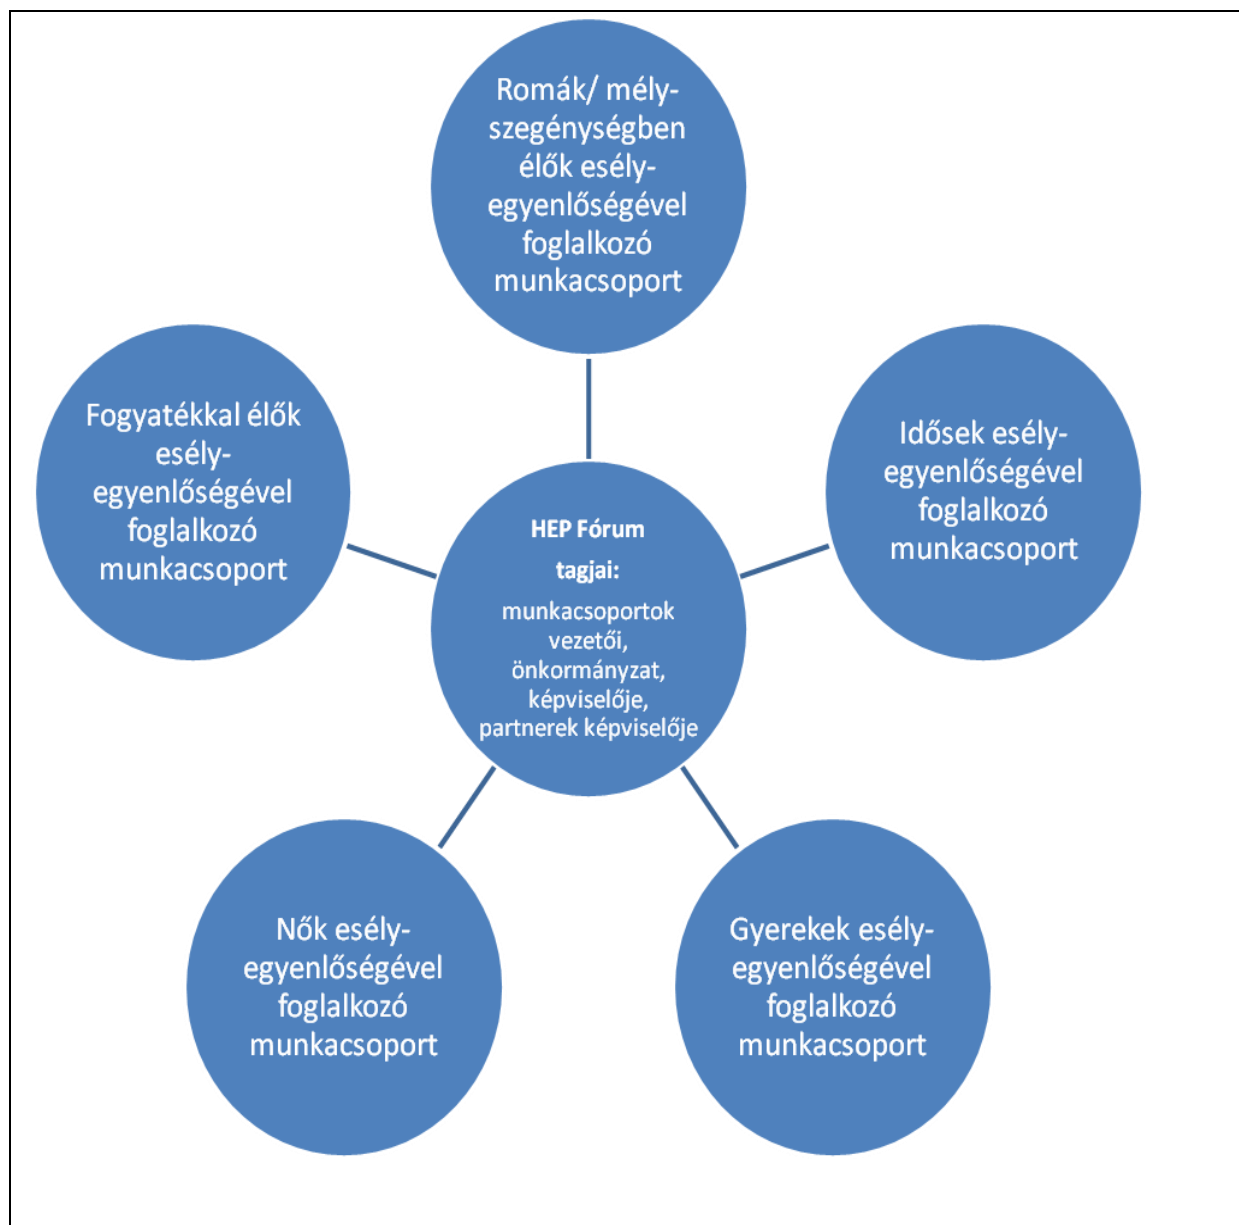 Romák/ mély-
szegénységben
élők esély-
egyenlőségével
foglalkozó
munkacsoport
Fogyatékkal élők
esély-
egyenlőségével
foglalkozó
munkacsoport
Idősek esély-
egyenlőségével
foglalkozó
munkacsoport
HEP Fórum
tagjai:
munkacsoportok
vezetői,
önkormányzat,
képviselője,
partnerek képviselője
Nők esély-
egyenlőségével
foglalkozó
munkacsoport
Gyerekek esély-
egyenlőségével
foglalkozó
munkacsoport